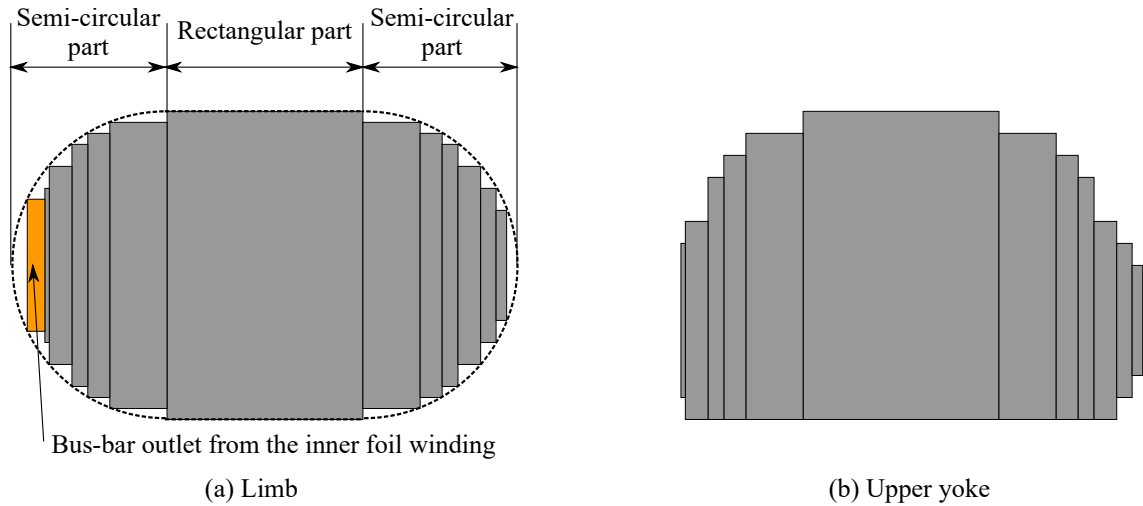 Semi-circular
part
Rectangular part
Semi-circular
part
Bus-bar outlet from the inner foil winding
(a) Limb
(b) Upper yoke